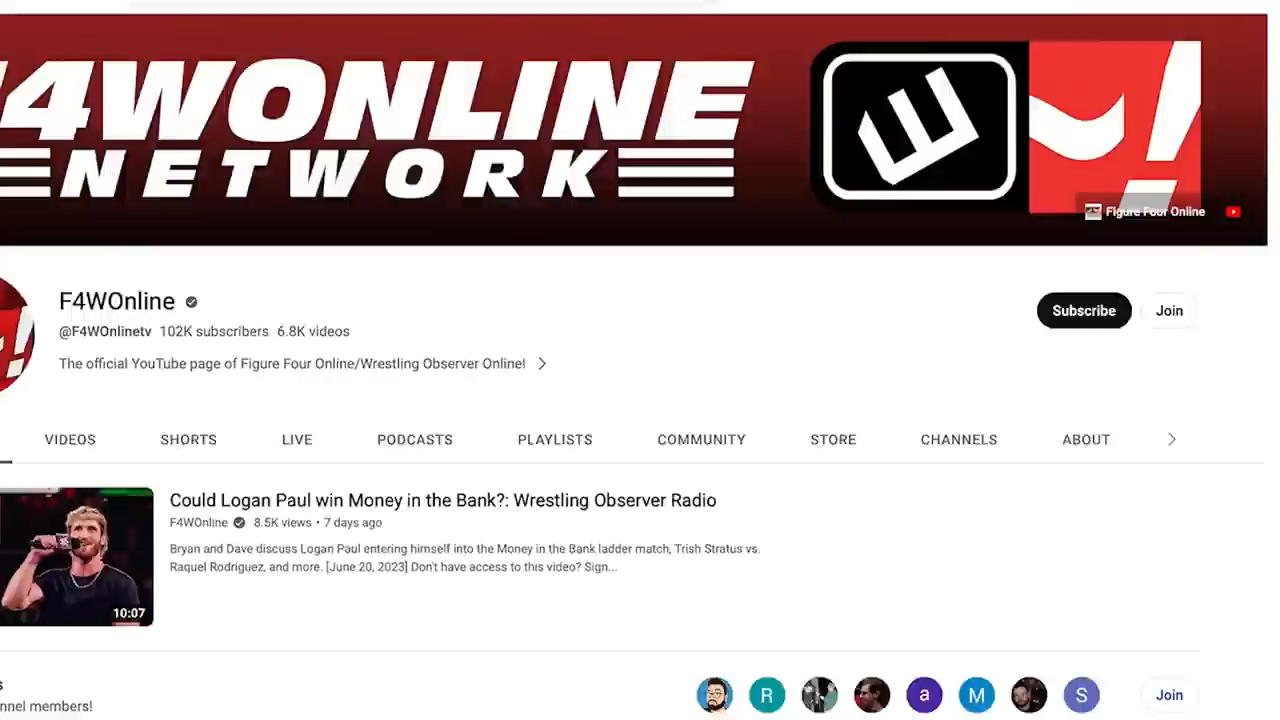 F4WONLINE
NETWORK
Figure Four Online
F4WOnline
@F4WOnlinetv 102K subscribers 6.8K videos
The official YouTube page of Figure Four Online/Wrestling Observer Online!
Subscribe
Join
VIDEOS SHORTS LIVE PODCASTS PLAYLISTS COMMUNITY STORE CHANNELS ABOUT
Could Logan Paul win Money in the Bank?: Wrestling Observer Radio
F4WOnline 8.5K views • 7 days ago
Bryan and Dave discuss Logan Paul entering himself into the Money in the Bank ladder match, Trish Stratus vs.
Raquel Rodriguez, and more. [June 20, 2023] Don't have access to this video? Sign...
10:07
R a M S
Join
nnel members!